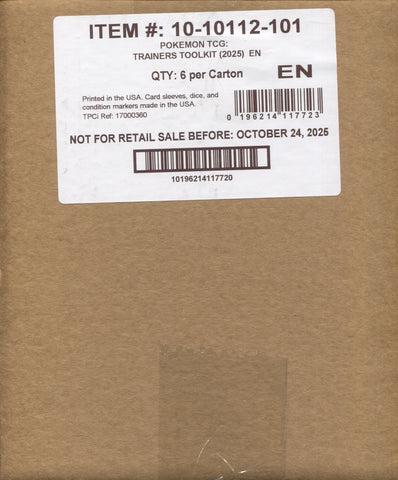 ITEM #: 10-10112-101
POKEMON TCG:
TRAINERS TOOLKIT (2025) EN
QTY: 6 per Carton EN
Printed in the USA. Card sleeves, dice, and
condition markers made in the USA.
TPCi Ref: 17000360
0 196214 117723
NOT FOR RETAIL SALE BEFORE: OCTOBER 24, 2025
10196214117720